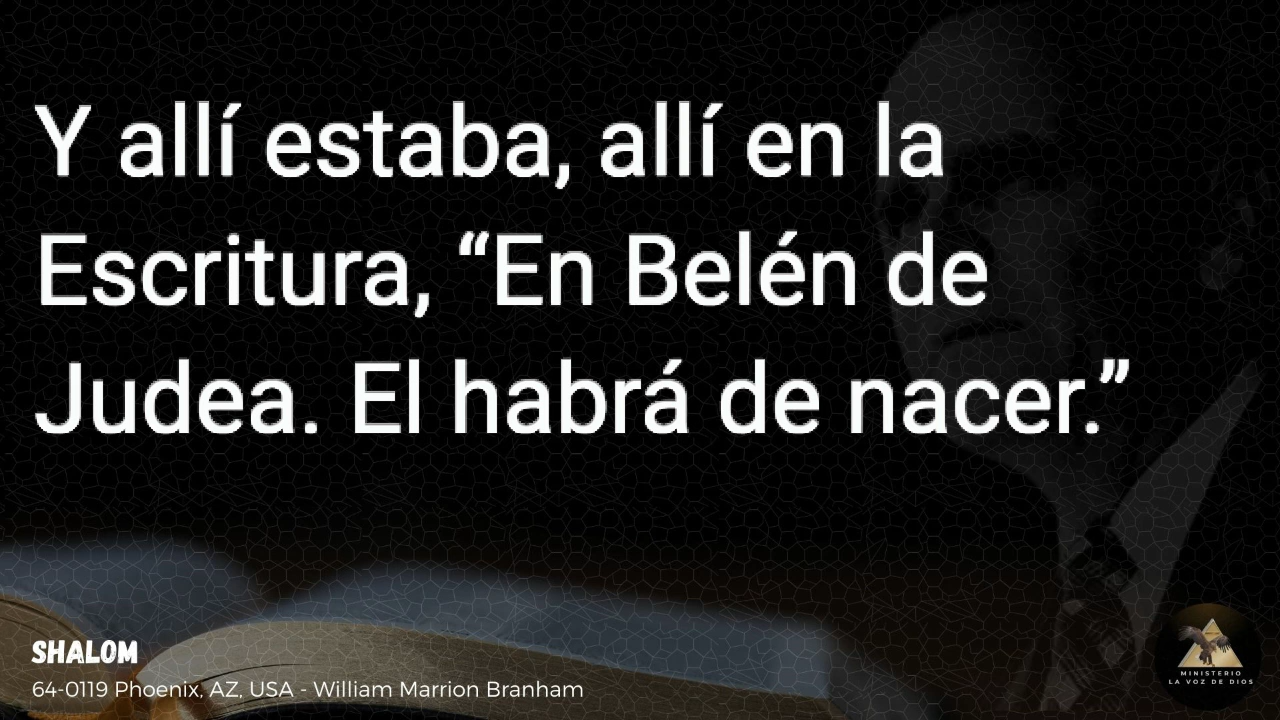 Y allí estaba, allí en la
Escritura, “En Belén de
Judea. El habrá de nacer.”
SHALOM
64-0119 Phoenix, AZ, USA - William Marrion Branham
MINISTERIO
LA VOZ DE DIOS